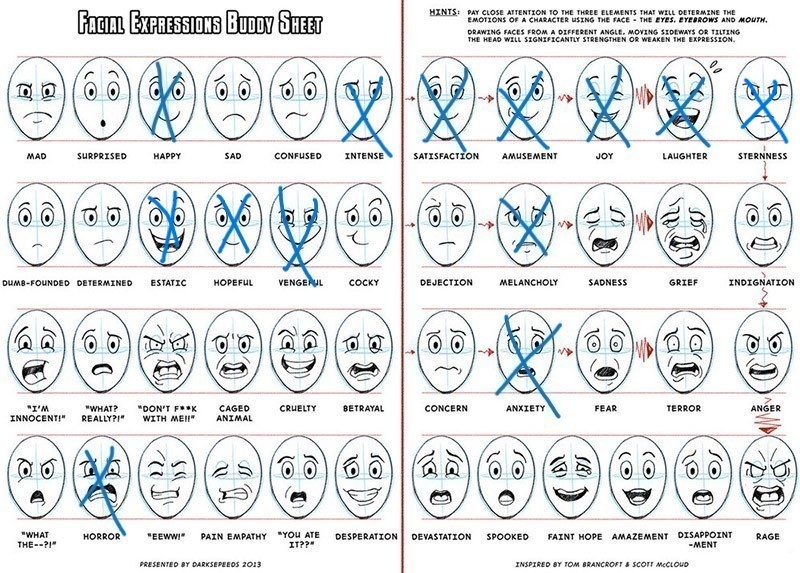 FACIAL EXPRESSIONS BUDDY SHEET
HINTS: PAY CLOSE ATTENTION TO THE THREE ELEMENTS THAT WILL DETERMINE THE
EMOTIONS OF A CHARACTER USING THE FACE - THE EYES, EYEBROWS AND MOUTH.
DRAWING FACES FROM A DIFFERENT ANGLE, MOVING SIDEWAYS OR TILTING
THE HEAD WILL SIGNIFICANTLY STRENGTHEN OR WEAKEN THE EXPRESSION.
MAD SURPRISED HAPPY SAD CONFUSED INTENSE
SATISFACTION AMUSEMENT JOY LAUGHTER STERNNESS
DUMB-FOUNDED DETERMINED ESTATIC HOPEFUL VENGEFUL COCKY
DEJECTION MELANCHOLY SADNESS GRIEF INDIGNATION
"I'M INNOCENT!" "WHAT? REALLY?!" "DON'T F**K WITH ME!!" CAGED ANIMAL CRUELTY BETRAYAL
CONCERN ANXIETY FEAR TERROR ANGER
"WHAT THE--?!" HORROR "EEWW!" PAIN EMPATHY "YOU ATE IT??" DESPERATION
DEVASTATION SPOOKED FAINT HOPE AMAZEMENT DISAPPOINT -MENT RAGE
PRESENTED BY DARKSPEEDS 2013
INSPIRED BY TOM BRANCROFT & SCOTT McCLOUD